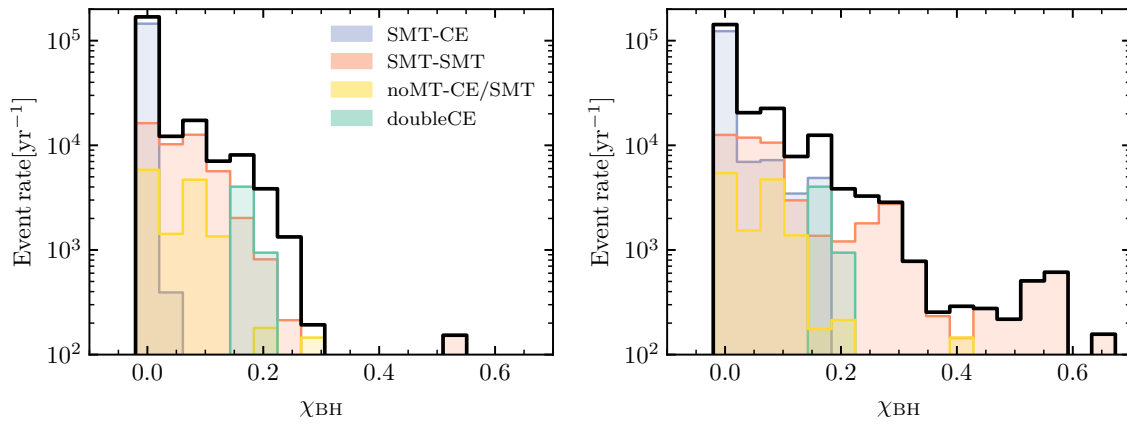 10^5
10^4
10^3
10^2
Event rate[yr^−1]
0.0 0.2 0.4 0.6
χ_BH
SMT-CE
SMT-SMT
noMT-CE/SMT
doubleCE
10^5
10^4
10^3
10^2
Event rate[yr^−1]
0.0 0.2 0.4 0.6
χ_BH